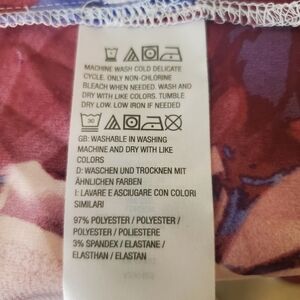 MACHINE WASH COLD DELICATE
CYCLE. ONLY NON-CHLORINE
BLEACH WHEN NEEDED. WASH AND
DRY WITH LIKE COLORS. TUMBLE
DRY LOW. LOW IRON IF NEEDED
30
GB: WASHABLE IN WASHING
MACHINE AND DRY WITH LIKE
COLORS
D: WASCHEN UND TROCKNEN MIT
ÄHNLICHEN FARBEN
I: LAVARE E ASCIUGARE CON COLORI
SIMILARI
97% POLYESTER / POLYESTER /
POLYESTER / POLIESTERE
3% SPANDEX / ELASTANE /
ELASTHAN / ELASTAN